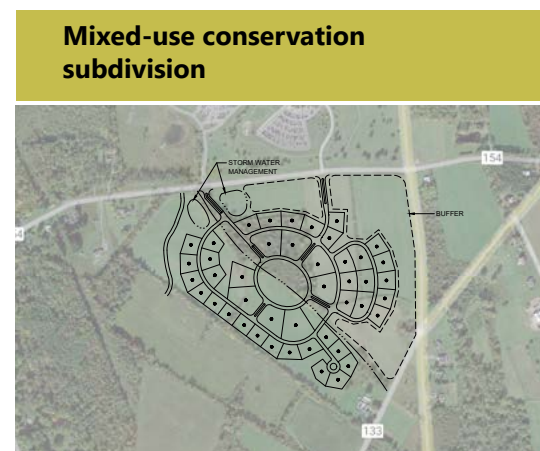 Mixed-use conservation
subdivision
154
STORM WATER
MANAGEMENT
BUFFER
133